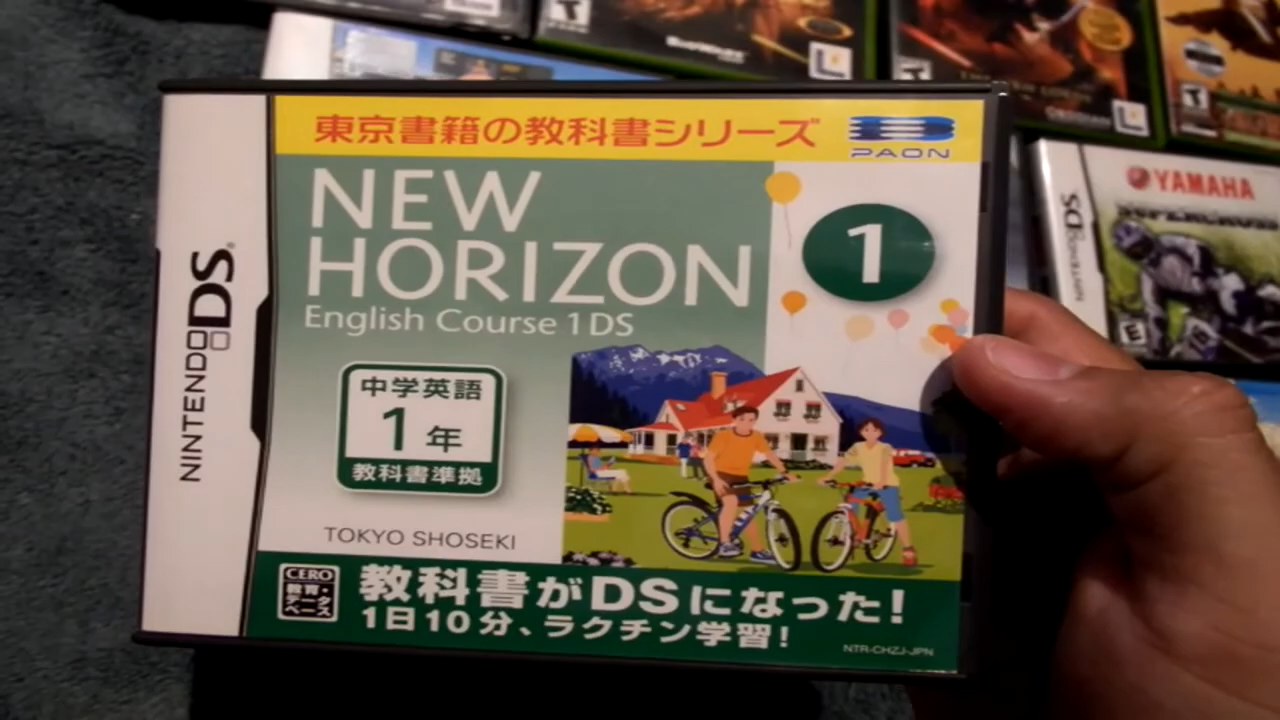 東京書籍の教科書シリーズ
PAON
NEW
HORIZON
English Course 1 DS
1
中学英語
1年
教科書準拠
TOKYO SHOSEKI
CERO
教育・
データ
ベース
教科書がDSになった!
1日10分、ラクチン学習!
NTR-CHZJ-JPN
NINTENDO DS
YAMAHA
SUPERCROSS
NINTENDO DS
E
T
T
T